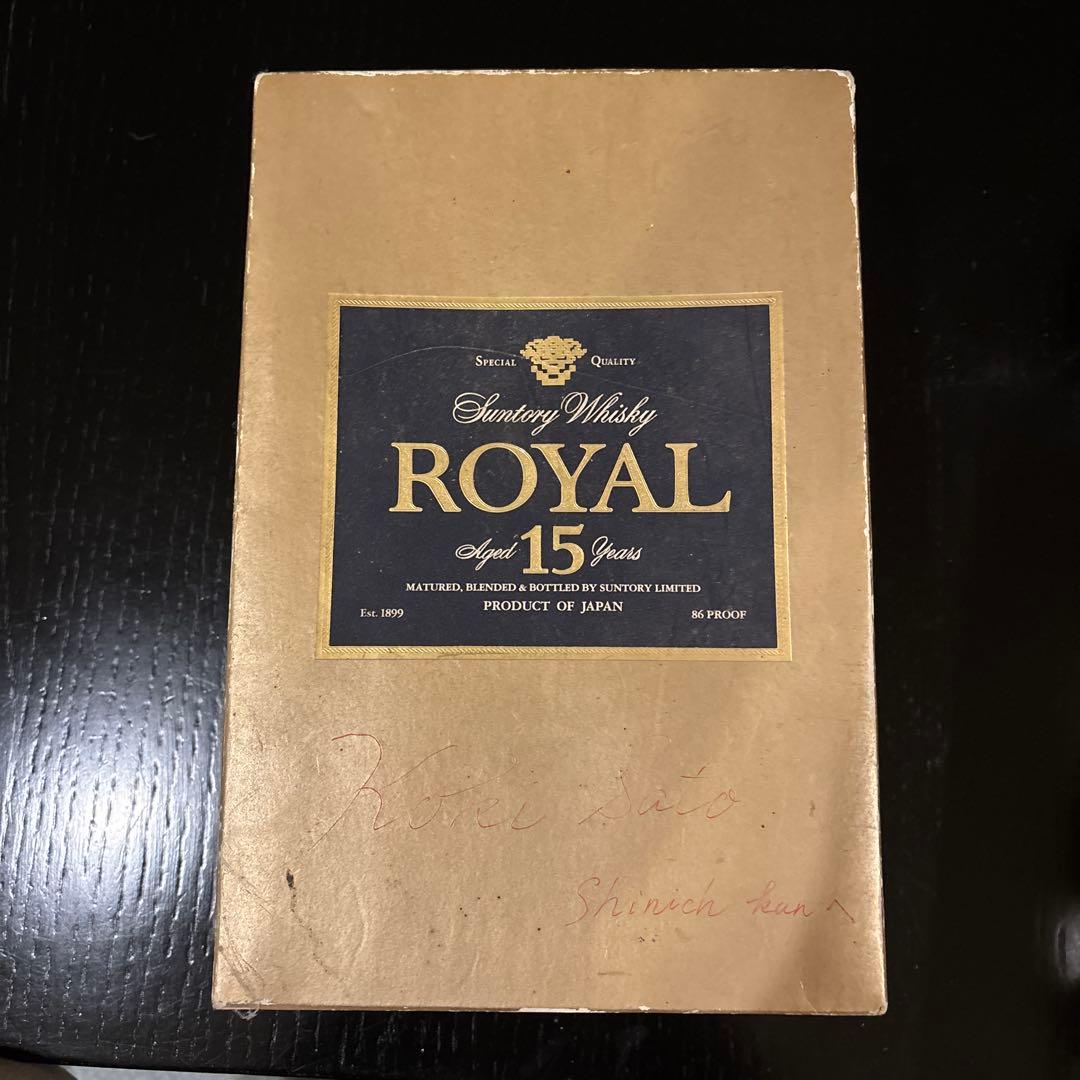 SPECIAL QUALITY
Suntory Whisky
ROYAL
Aged 15 Years
MATURED, BLENDED & BOTTLED BY SUNTORY LIMITED
PRODUCT OF JAPAN
Est. 1899 86 PROOF
Koki Sato
Shinich kun へ